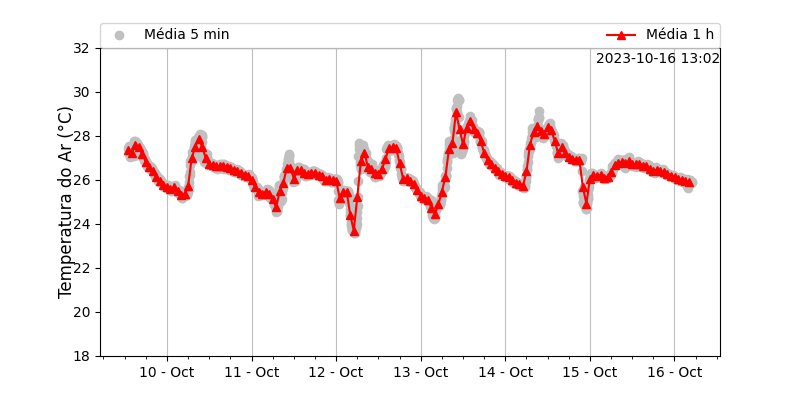 Média 5 min
Média 1 h
2023-10-16 13:02
Temperatura do Ar (°C)
32
30
28
26
24
22
20
18
10 - Oct
11 - Oct
12 - Oct
13 - Oct
14 - Oct
15 - Oct
16 - Oct